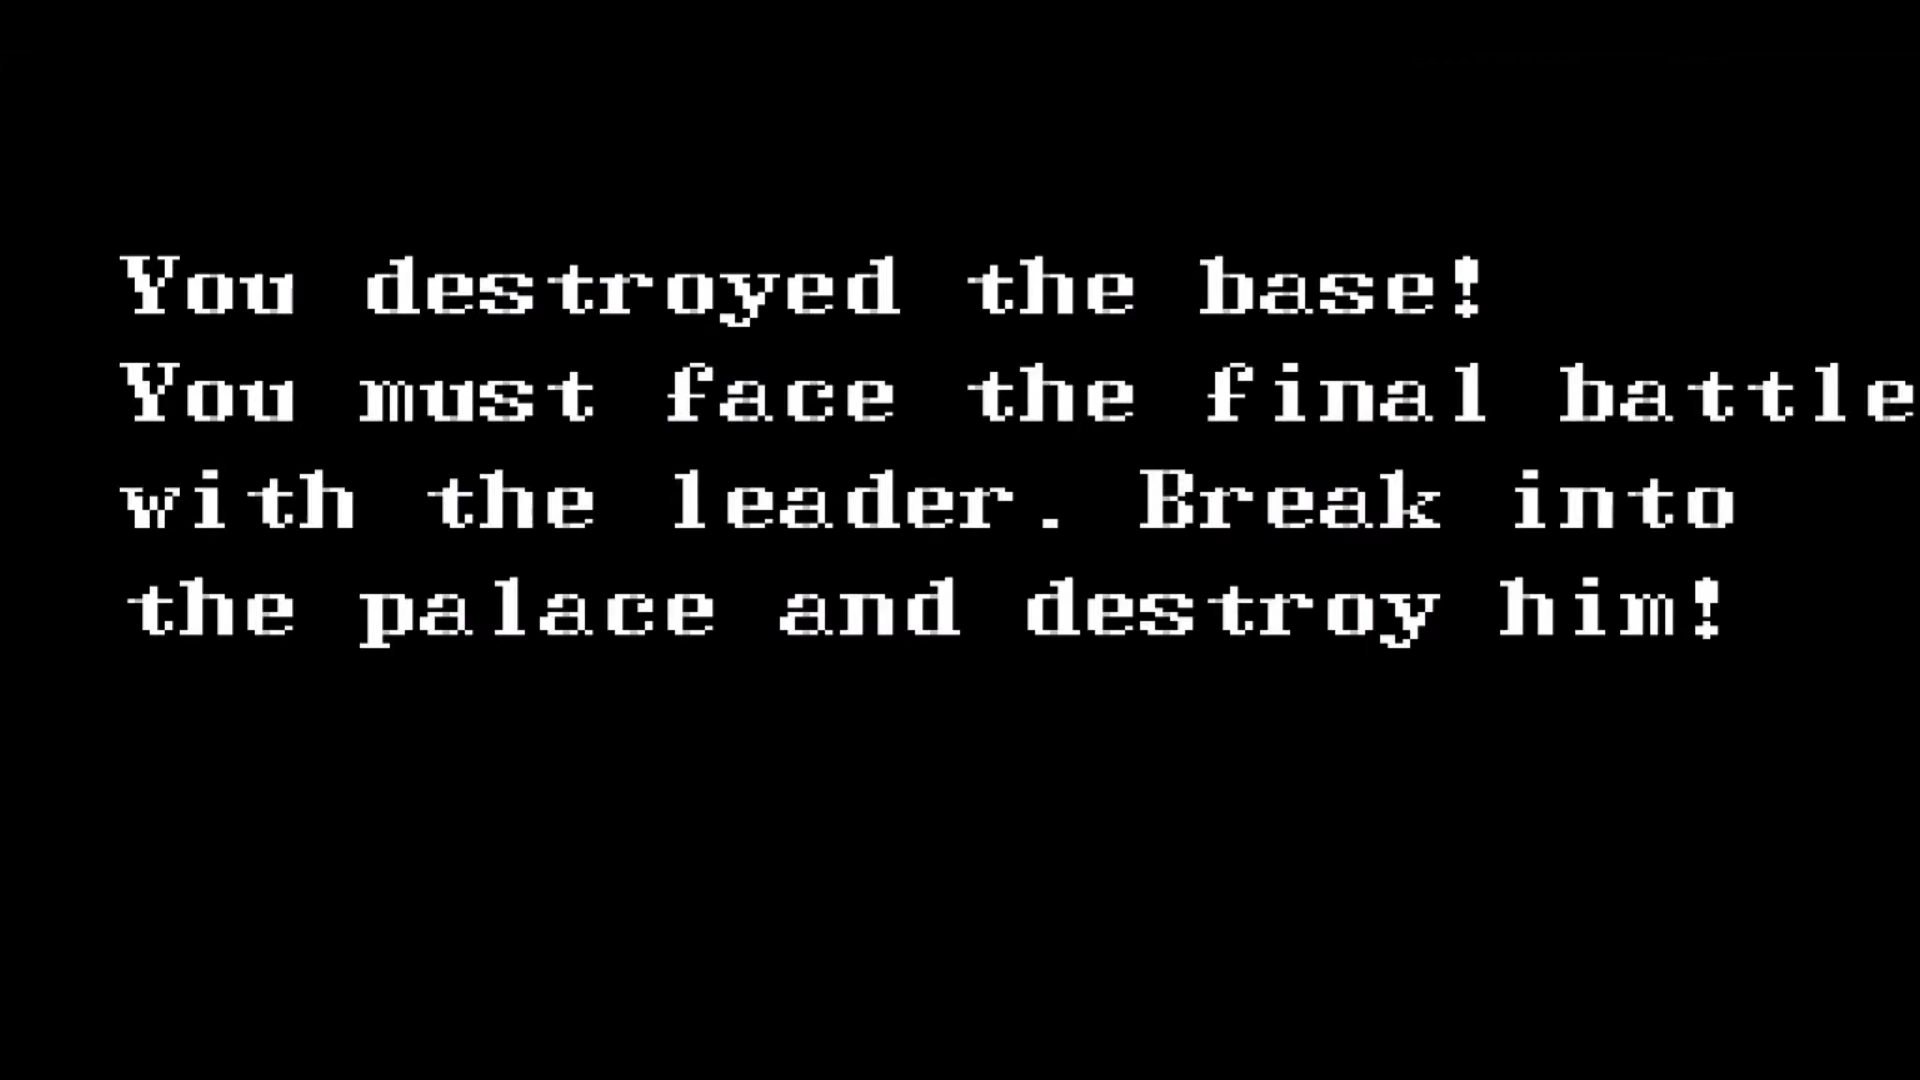 You destroyed the base!
You must face the final battle
with the leader. Break into
the palace and destroy him!